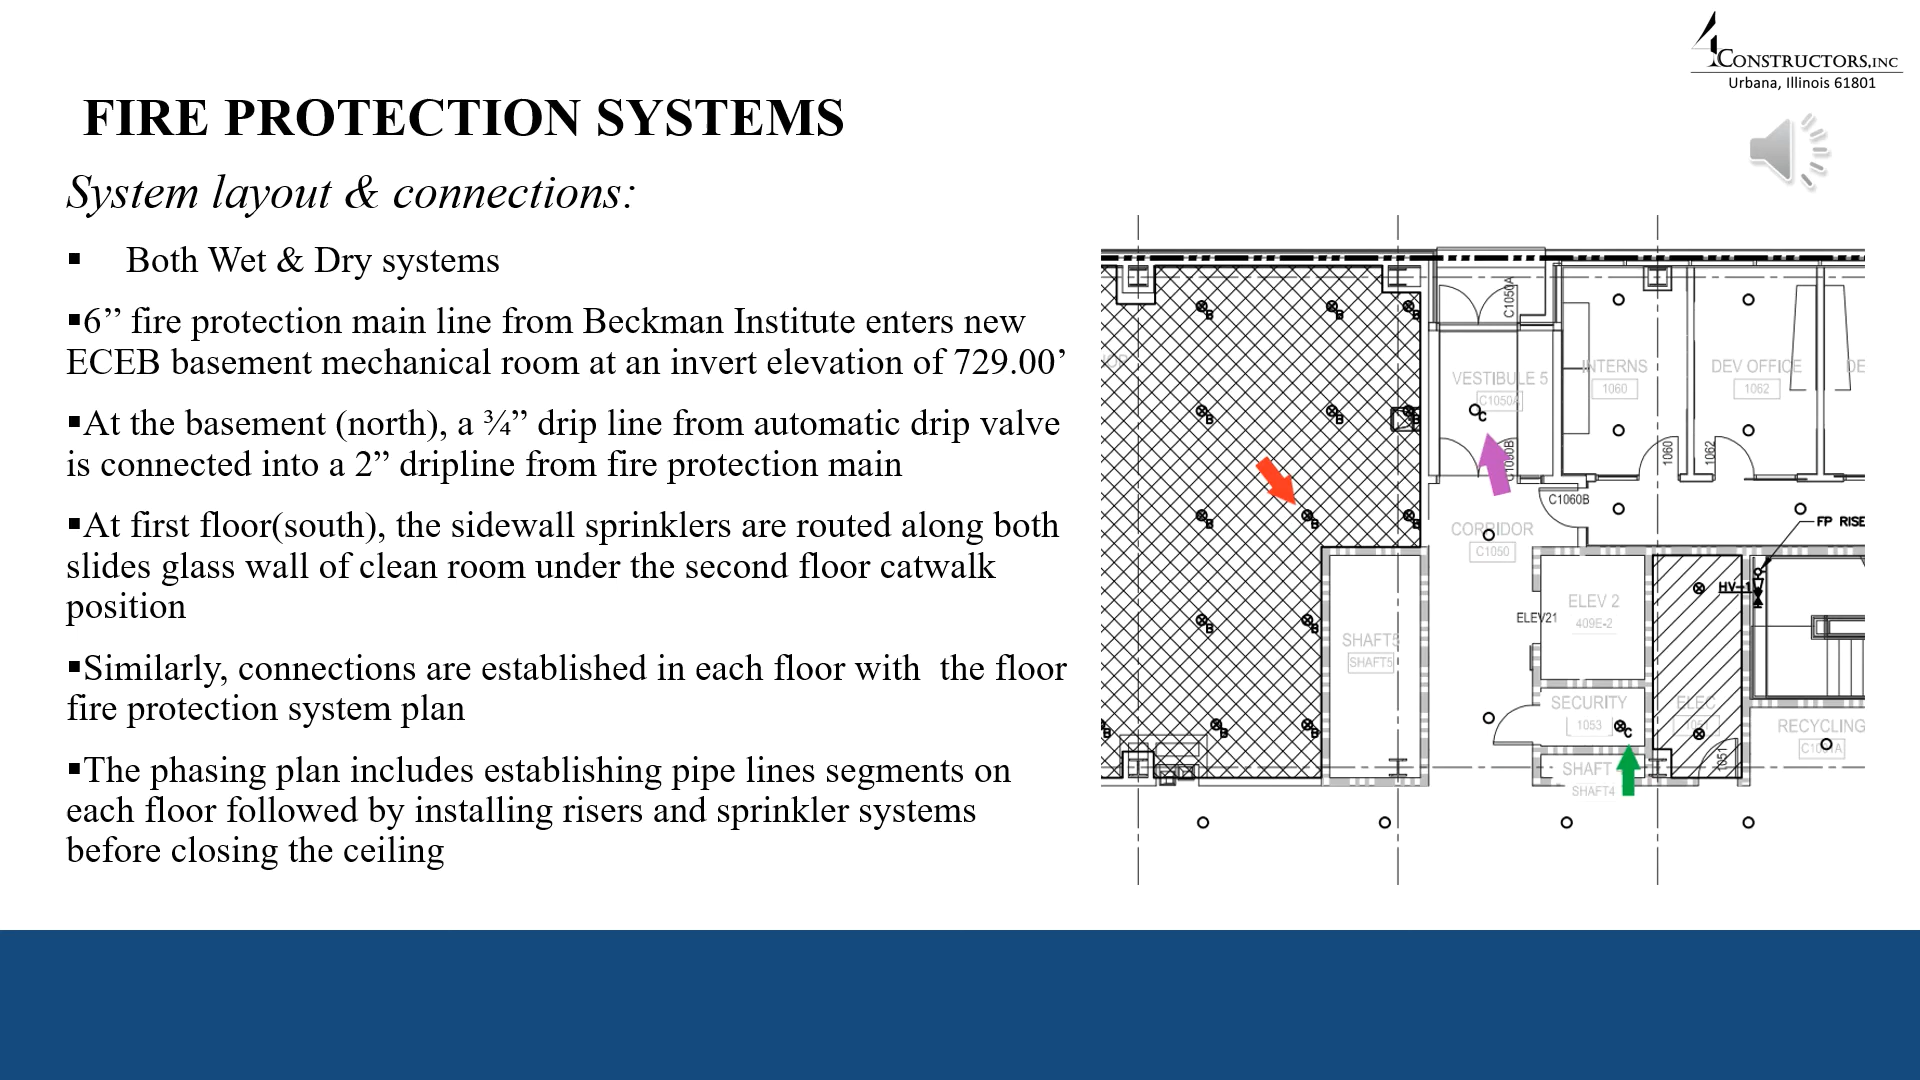 4CONSTRUCTORS,INC
Urbana, Illinois 61801
FIRE PROTECTION SYSTEMS
System layout & connections:
▪ Both Wet & Dry systems
▪6’’ fire protection main line from Beckman Institute enters new
ECEB basement mechanical room at an invert elevation of 729.00’
▪At the basement (north), a ¾” drip line from automatic drip valve
is connected into a 2” dripline from fire protection main
▪At first floor(south), the sidewall sprinklers are routed along both
slides glass wall of clean room under the second floor catwalk
position
▪Similarly, connections are established in each floor with  the floor
fire protection system plan
▪The phasing plan includes establishing pipe lines segments on
each floor followed by installing risers and sprinkler systems
before closing the ceiling
C1050A
B
B
B
VESTIBULE 5
C1050A
C
INTERNS
1060
DEV OFFICE
1062
DE
B
B
B
C1050B
1060
1062
C1060B
B
B
B
CORRIDOR
C1050
FP RISE
HV-1
ELEV 2
409E-2
ELEV21
B
B
SHAFT5
SHAFT5
SECURITY
1053
C
ELEC
1051
RECYCLING
B
B
B
SHAFT
SHAFT4